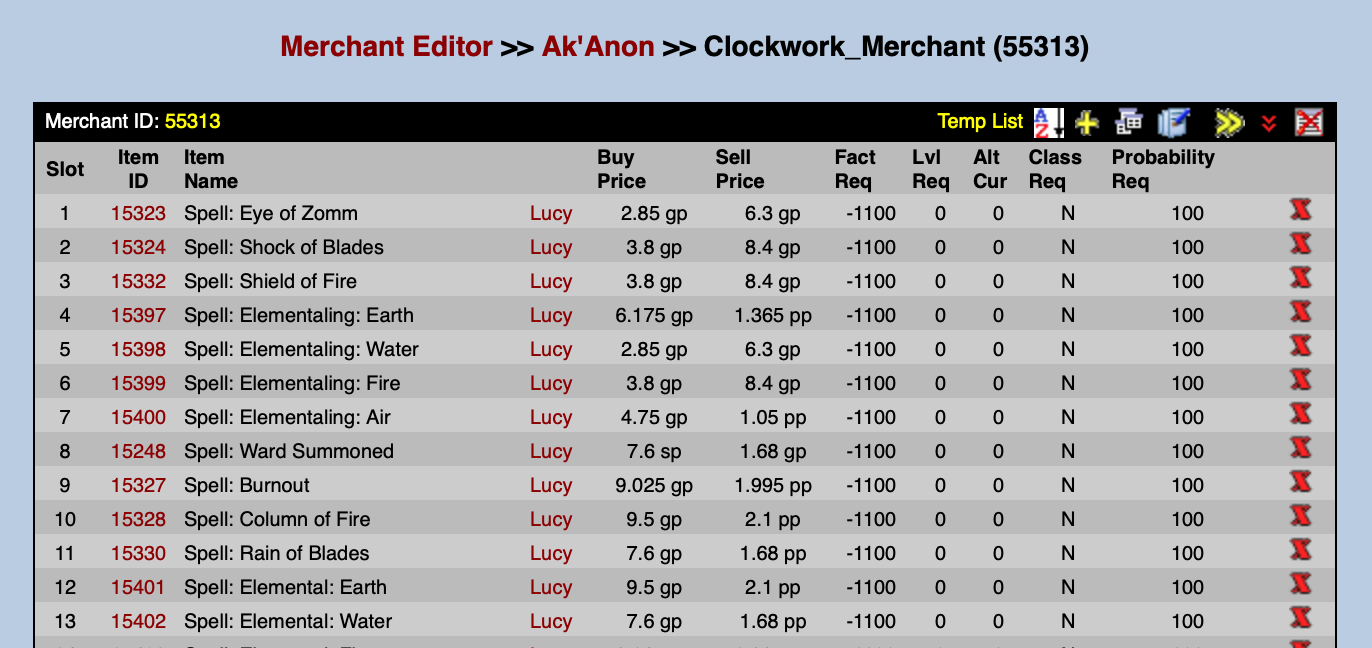 Merchant Editor >> Ak'Anon >> Clockwork_Merchant (55313)
Merchant ID: 55313 Temp List
Slot Item ID Item Name Buy Price Sell Price Fact Req Lvl Req Alt Cur Class Req Probability Req
1 15323 Spell: Eye of Zomm Lucy 2.85 gp 6.3 gp -1100 0 0 N 100
2 15324 Spell: Shock of Blades Lucy 3.8 gp 8.4 gp -1100 0 0 N 100
3 15332 Spell: Shield of Fire Lucy 3.8 gp 8.4 gp -1100 0 0 N 100
4 15397 Spell: Elementaling: Earth Lucy 6.175 gp 1.365 pp -1100 0 0 N 100
5 15398 Spell: Elementaling: Water Lucy 2.85 gp 6.3 gp -1100 0 0 N 100
6 15399 Spell: Elementaling: Fire Lucy 3.8 gp 8.4 gp -1100 0 0 N 100
7 15400 Spell: Elementaling: Air Lucy 4.75 gp 1.05 pp -1100 0 0 N 100
8 15248 Spell: Ward Summoned Lucy 7.6 sp 1.68 gp -1100 0 0 N 100
9 15327 Spell: Burnout Lucy 9.025 gp 1.995 pp -1100 0 0 N 100
10 15328 Spell: Column of Fire Lucy 9.5 gp 2.1 pp -1100 0 0 N 100
11 15330 Spell: Rain of Blades Lucy 7.6 gp 1.68 pp -1100 0 0 N 100
12 15401 Spell: Elemental: Earth Lucy 9.5 gp 2.1 pp -1100 0 0 N 100
13 15402 Spell: Elemental: Water Lucy 7.6 gp 1.68 pp -1100 0 0 N 100